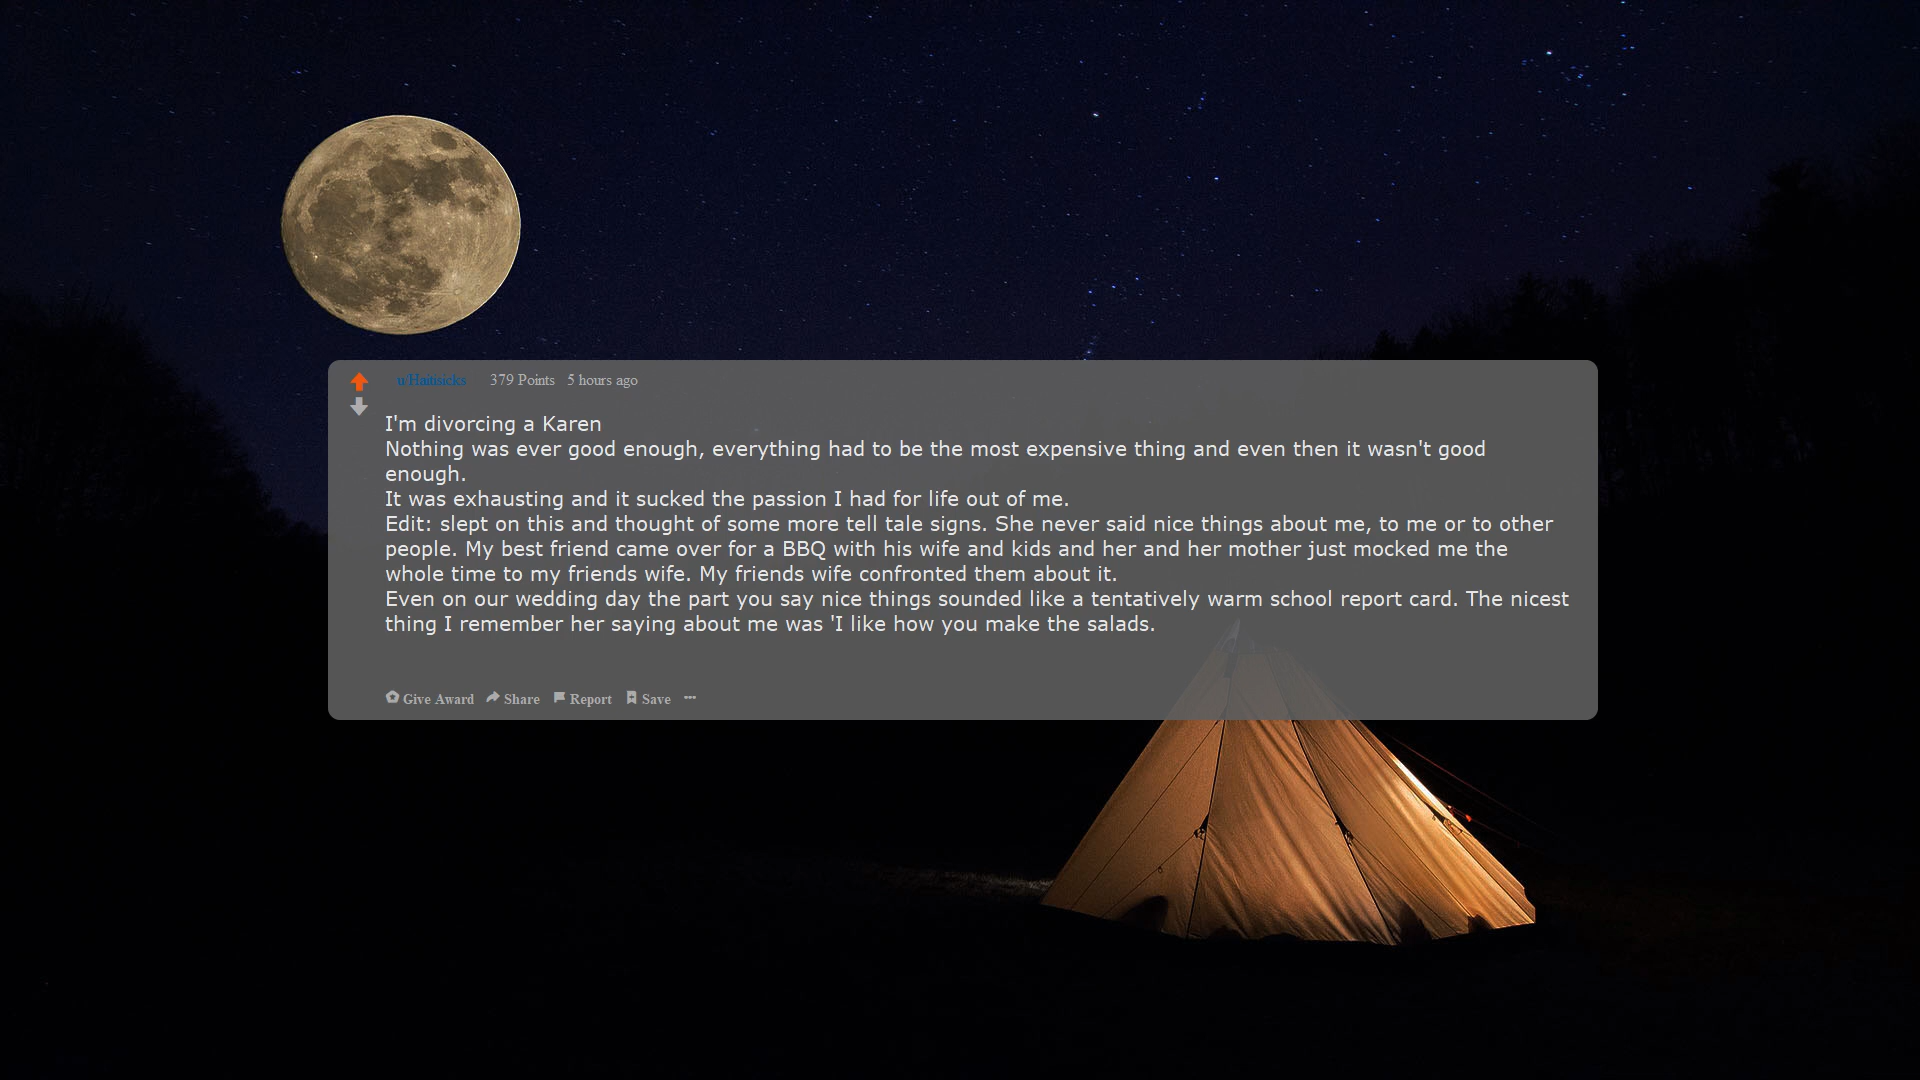 u/Haitisicks 379 Points 5 hours ago
I'm divorcing a Karen
Nothing was ever good enough, everything had to be the most expensive thing and even then it wasn't good
enough.
It was exhausting and it sucked the passion I had for life out of me.
Edit: slept on this and thought of some more tell tale signs. She never said nice things about me, to me or to other
people. My best friend came over for a BBQ with his wife and kids and her and her mother just mocked me the
whole time to my friends wife. My friends wife confronted them about it.
Even on our wedding day the part you say nice things sounded like a tentatively warm school report card. The nicest
thing I remember her saying about me was 'I like how you make the salads.
Give Award Share Report Save ···